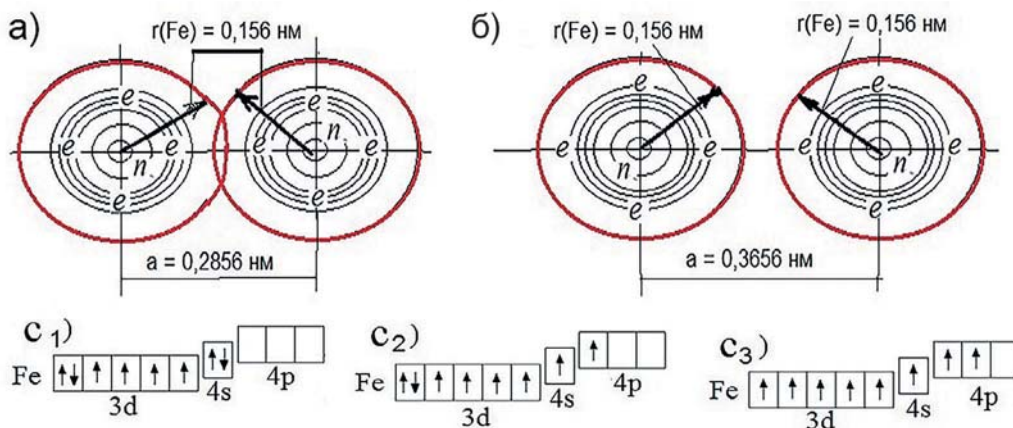 а)
r(Fe) = 0,156 нм
e
e
e
n
e
e
e
n
e
e
a = 0,2856 нм
б)
r(Fe) = 0,156 нм
r(Fe) = 0,156 нм
e
e
e
n
e
e
e
e
n
e
a = 0,3656 нм
c1)
Fe
3d
4s
4p
c2)
Fe
3d
4s
4p
c3)
Fe
3d
4s
4p